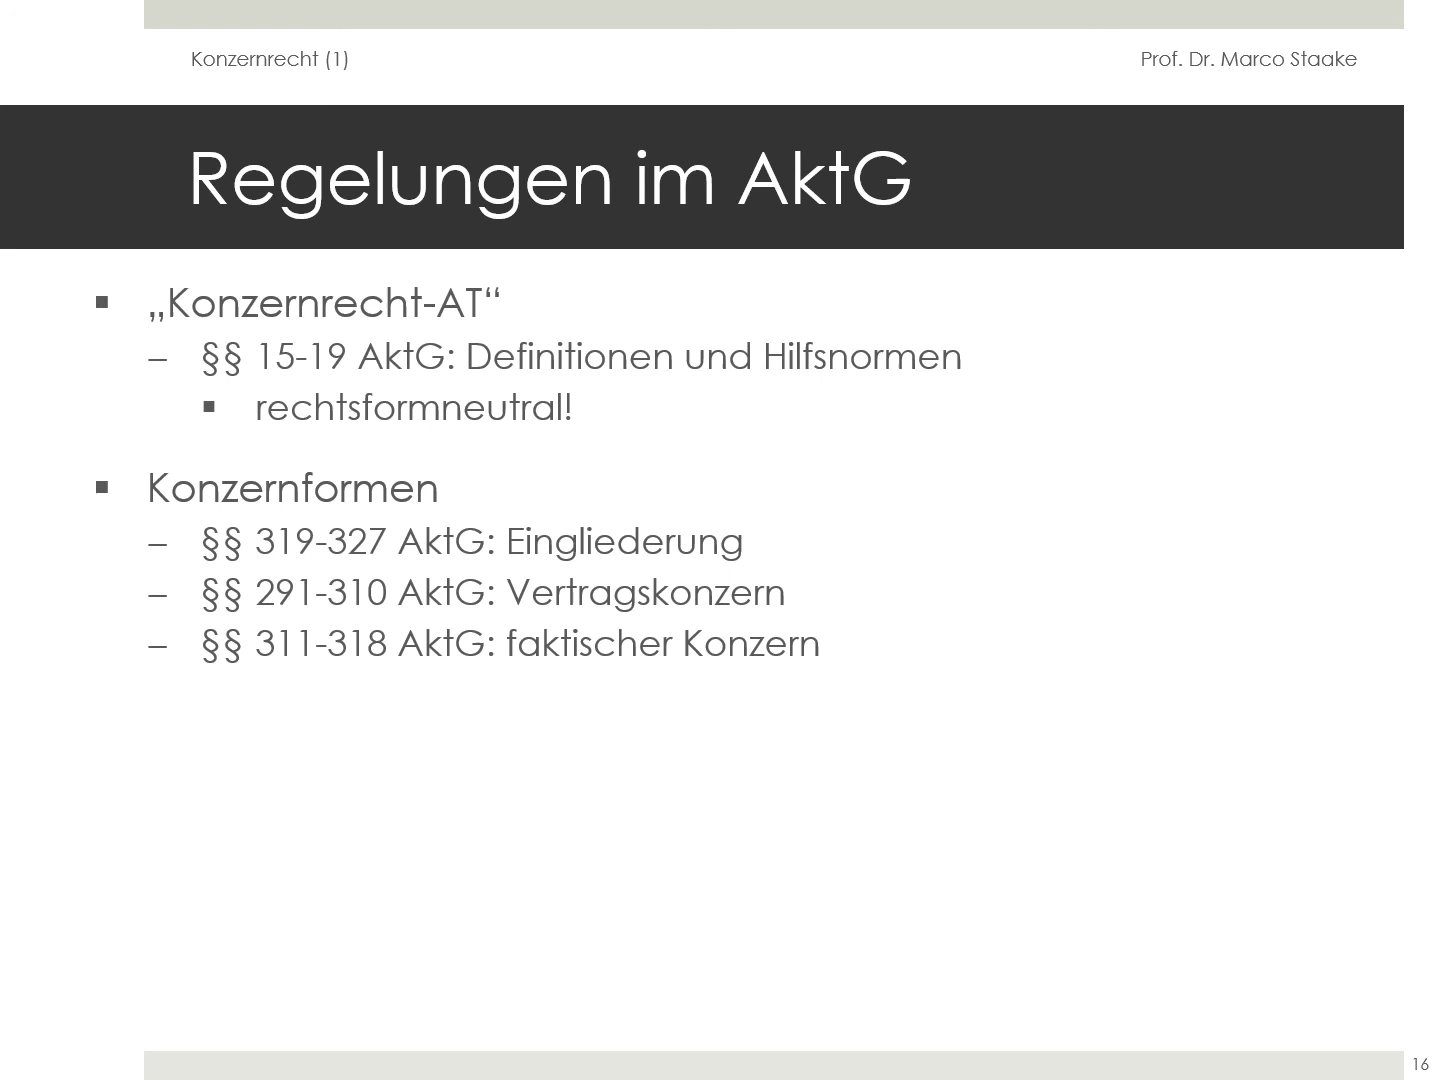 Konzernrecht (1)
Prof. Dr. Marco Staake
Regelungen im AktG
▪ „Konzernrecht-AT“
– §§ 15-19 AktG: Definitionen und Hilfsnormen
▪ rechtsformneutral!
▪ Konzernformen
– §§ 319-327 AktG: Eingliederung
– §§ 291-310 AktG: Vertragskonzern
– §§ 311-318 AktG: faktischer Konzern
16